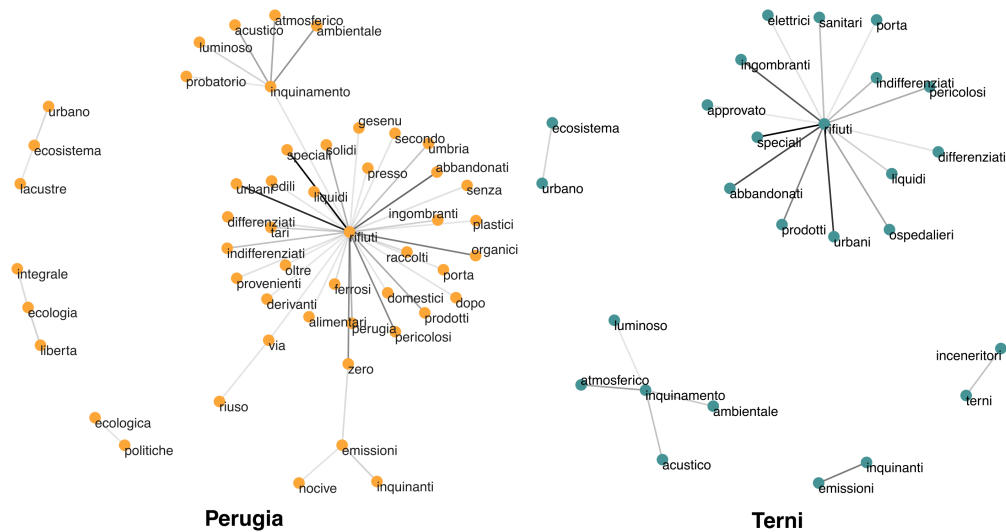 atmosferico
acustico
ambientale
luminoso
probatorio
inquinamento
urbano
ecosistema
lacustre
gesenu
secondo
umbria
solidi
speciali
presso
abbandonati
urbani
edili
liquidi
senza
differenziati
tari
ingombranti
plastici
rifiuti
organici
indifferenziati
raccolti
oltre
porta
provenienti
ferrosi
domestici
dopo
derivanti
alimentari
perugia
prodotti
pericolosi
via
zero
integrale
ecologia
liberta
riuso
ecologica
politiche
emissioni
nocive
inquinanti
Perugia
elettrici
sanitari
porta
ingombranti
indifferenziati
pericolosi
approvato
rifiuti
speciali
differenziati
liquidi
abbandonati
prodotti
urbani
ospedalieri
ecosistema
urbano
luminoso
atmosferico
inquinamento
ambientale
acustico
inceneritori
terni
inquinanti
emissioni
Terni